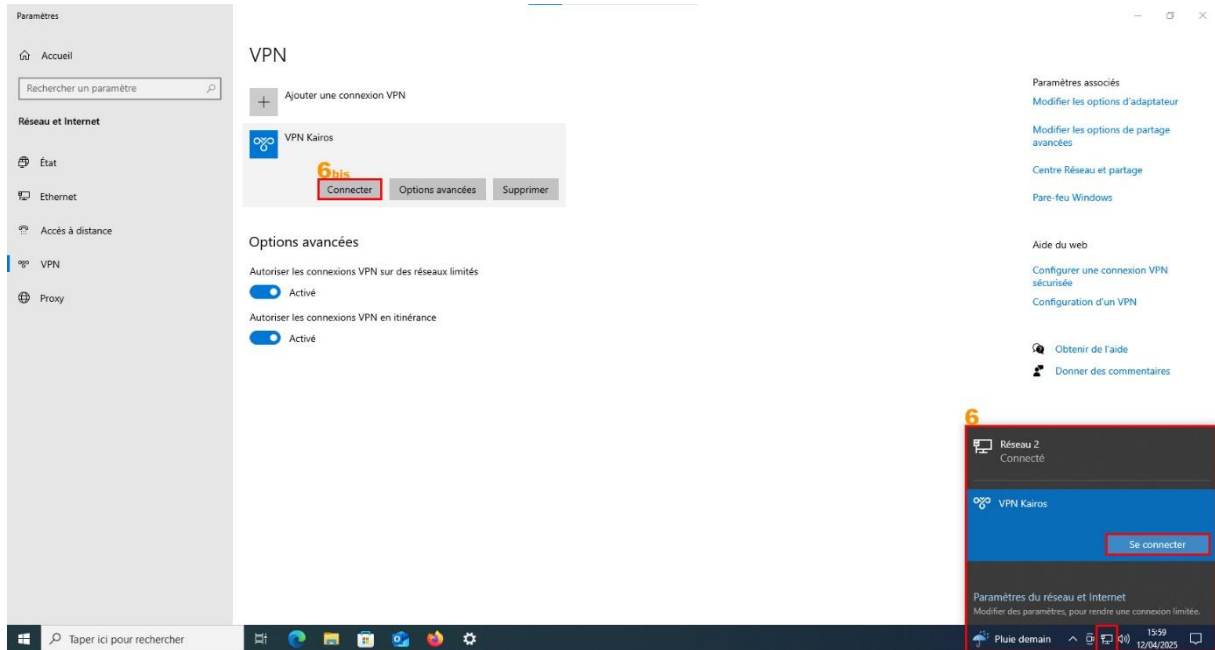 Paramètres
Accueil
Rechercher un paramètre
Réseau et Internet
État
Ethernet
Accès à distance
VPN
Proxy
VPN
Ajouter une connexion VPN
VPN Kairos
6bis
Connecter
Options avancées
Supprimer
Options avancées
Autoriser les connexions VPN sur des réseaux limités
Activé
Autoriser les connexions VPN en itinérance
Activé
Paramètres associés
Modifier les options d'adaptateur
Modifier les options de partage
avancées
Centre Réseau et partage
Pare-feu Windows
Aide du web
Configurer une connexion VPN
sécurisée
Configuration d'un VPN
Obtenir de l'aide
Donner des commentaires
6
Réseau 2
Connecté
VPN Kairos
Se connecter
Paramètres du réseau et Internet
Modifier des paramètres, pour rendre une connexion limitée.
Taper ici pour rechercher
Pluie demain
15:59
12/04/2025